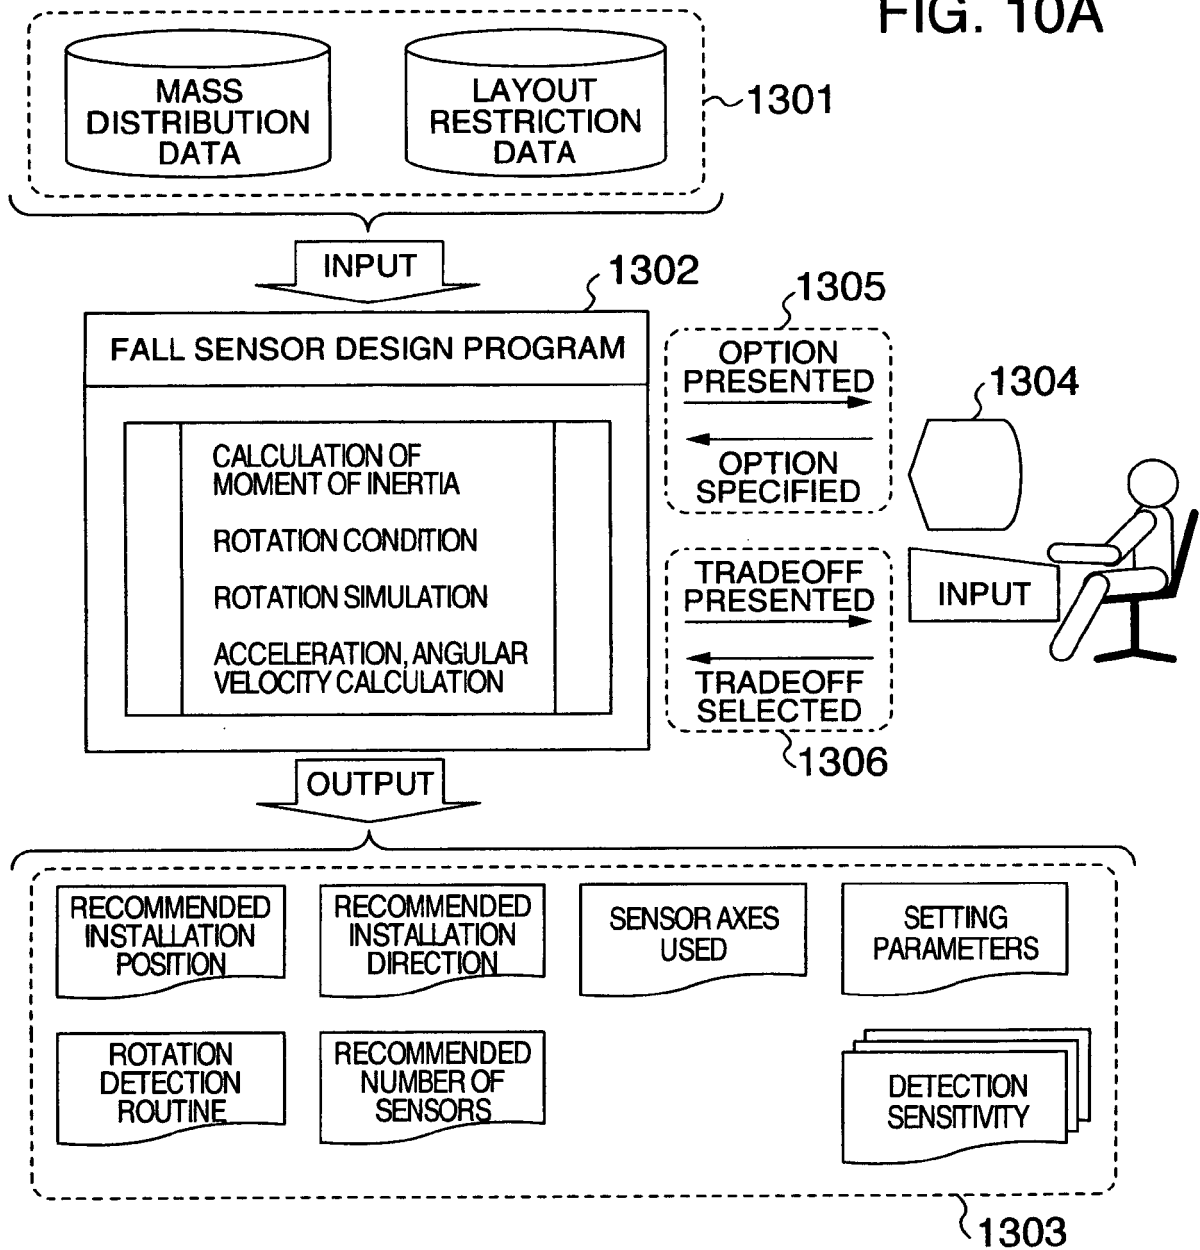 FIG. 10A
MASS
DISTRIBUTION
DATA
LAYOUT
RESTRICTION
DATA
1301
INPUT
1302
FALL SENSOR DESIGN PROGRAM
CALCULATION OF
MOMENT OF INERTIA
ROTATION CONDITION
ROTATION SIMULATION
ACCELERATION, ANGULAR
VELOCITY CALCULATION
1305
OPTION
PRESENTED
OPTION
SPECIFIED
1304
TRADEOFF
PRESENTED
TRADEOFF
SELECTED
1306
INPUT
OUTPUT
RECOMMENDED
INSTALLATION
POSITION
RECOMMENDED
INSTALLATION
DIRECTION
SENSOR AXES
USED
SETTING
PARAMETERS
ROTATION
DETECTION
ROUTINE
RECOMMENDED
NUMBER OF
SENSORS
DETECTION
SENSITIVITY
1303